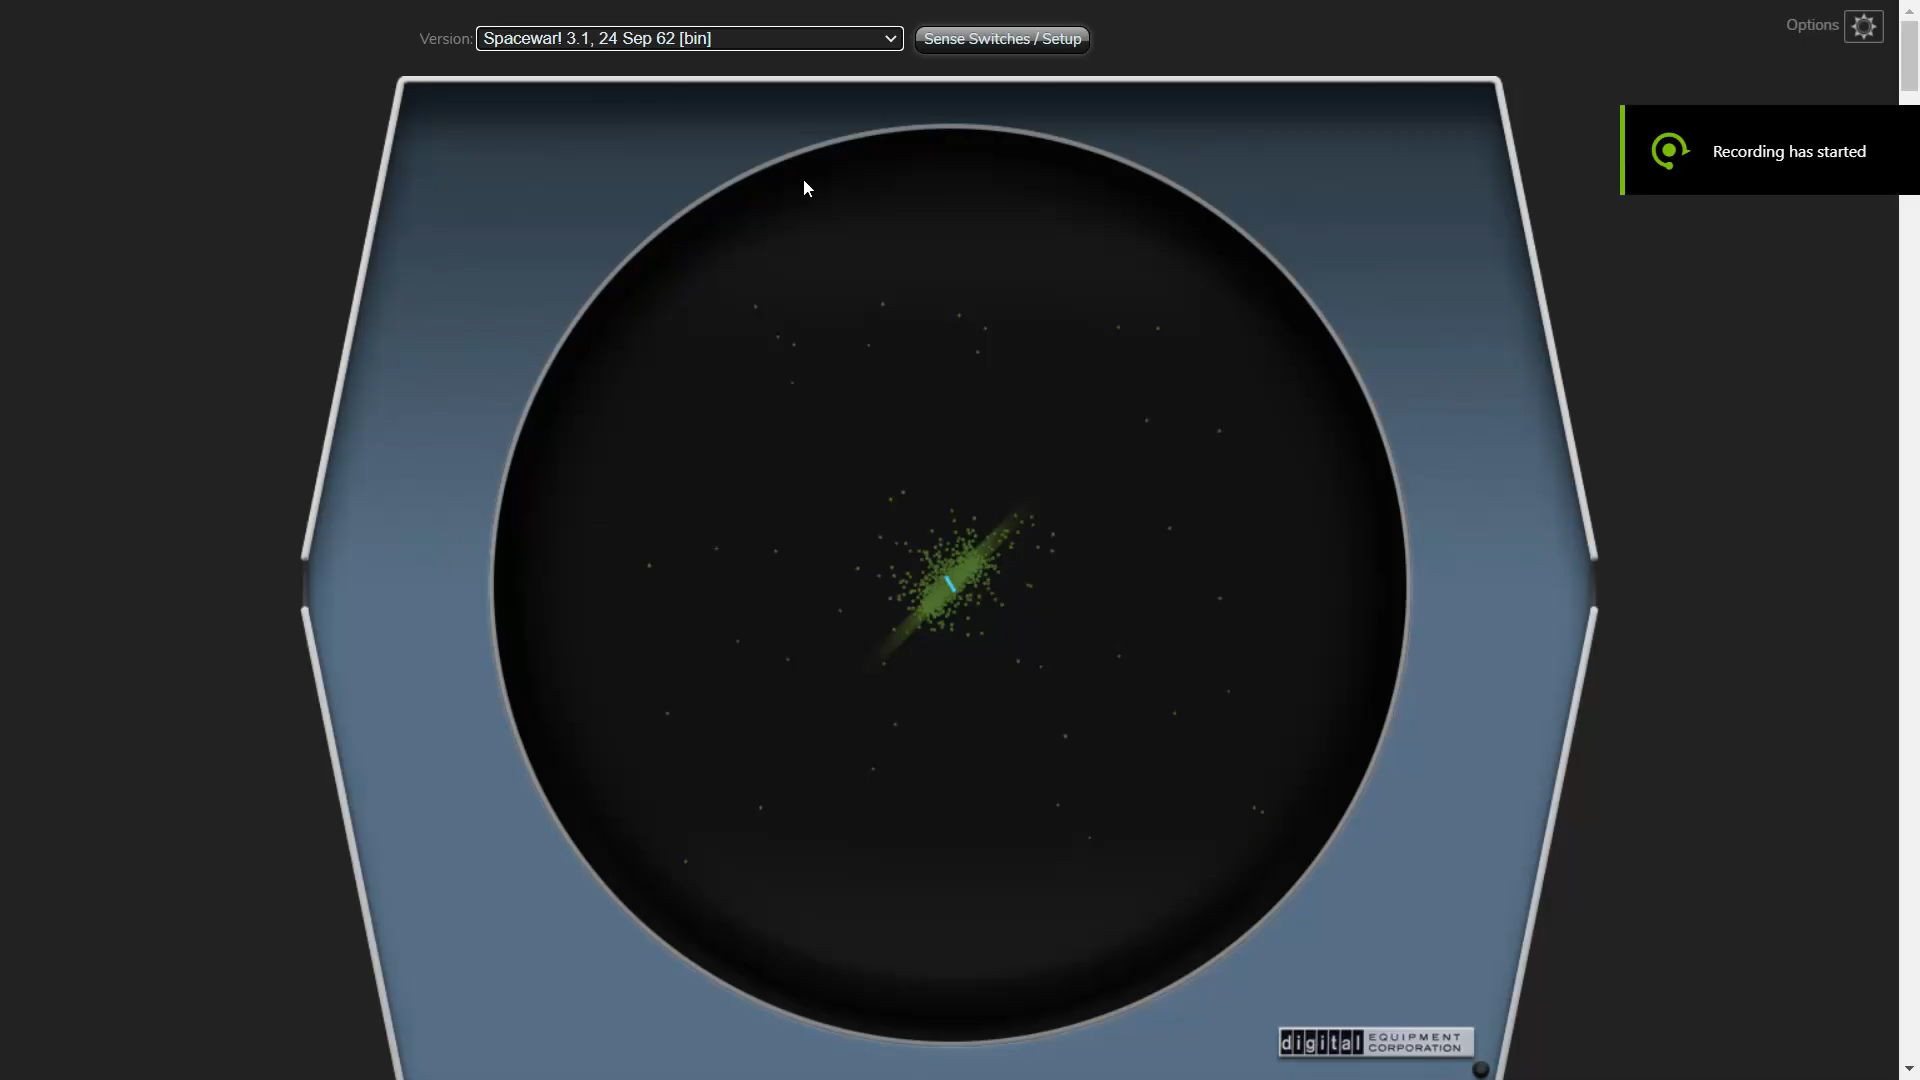 Version: Spacewar! 3.1, 24 Sep 62 [bin] Sense Switches / Setup
Options
Recording has started
digital EQUIPMENT
CORPORATION